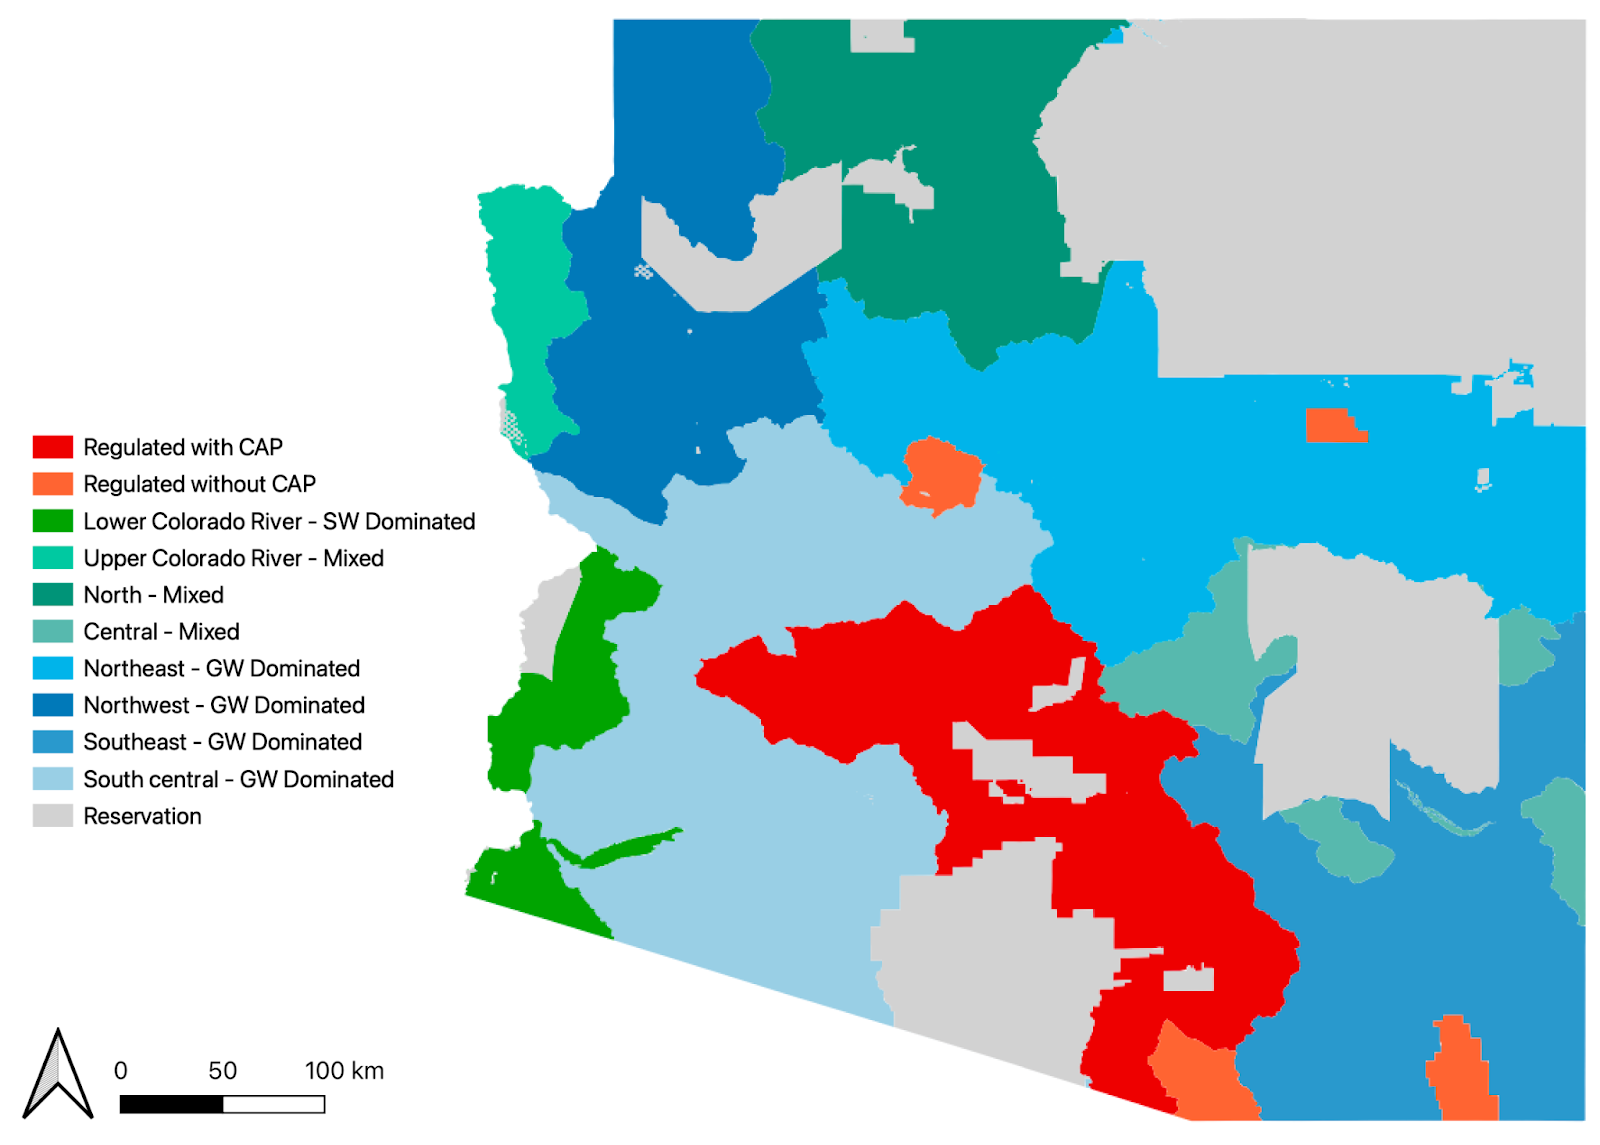 Regulated with CAP
Regulated without CAP
Lower Colorado River - SW Dominated
Upper Colorado River - Mixed
North - Mixed
Central - Mixed
Northeast - GW Dominated
Northwest - GW Dominated
Southeast - GW Dominated
South central - GW Dominated
Reservation
0 50 100 km